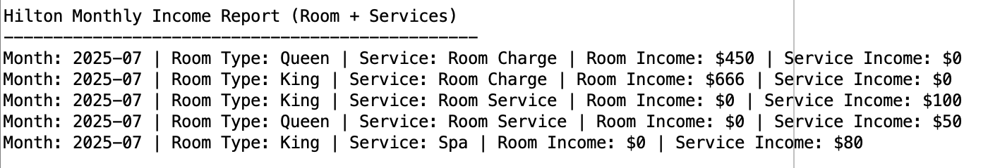 Hilton Monthly Income Report (Room + Services)
------------------------------------------------
Month: 2025-07 | Room Type: Queen | Service: Room Charge | Room Income: $450 | Service Income: $0
Month: 2025-07 | Room Type: King | Service: Room Charge | Room Income: $666 | Service Income: $0
Month: 2025-07 | Room Type: King | Service: Room Service | Room Income: $0 | Service Income: $100
Month: 2025-07 | Room Type: Queen | Service: Room Service | Room Income: $0 | Service Income: $50
Month: 2025-07 | Room Type: King | Service: Spa | Room Income: $0 | Service Income: $80